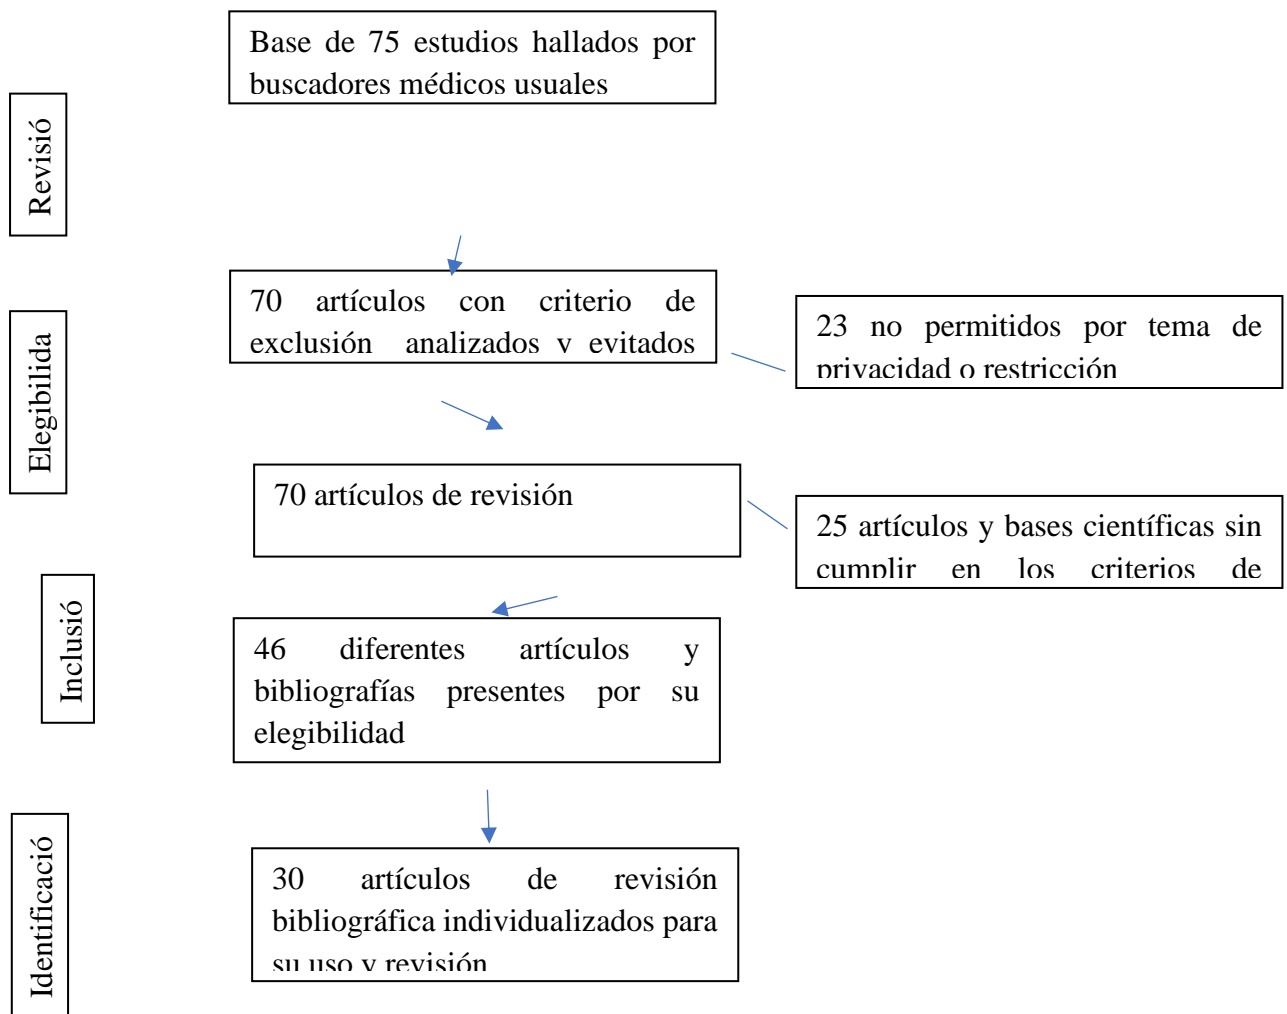 Base de 75 estudios hallados por
buscadores médicos usuales
Revisió
70 artículos con criterio de
exclusión analizados y evitados
23 no permitidos por tema de
privacidad o restricción
Elegibilida
70 artículos de revisión
25 artículos y bases científicas sin
cumplir en los criterios de
Inclusió
46 diferentes artículos y
bibliografías presentes por su
elegibilidad
Identificació
30 artículos de revisión
bibliográfica individualizados para
su uso y revisión